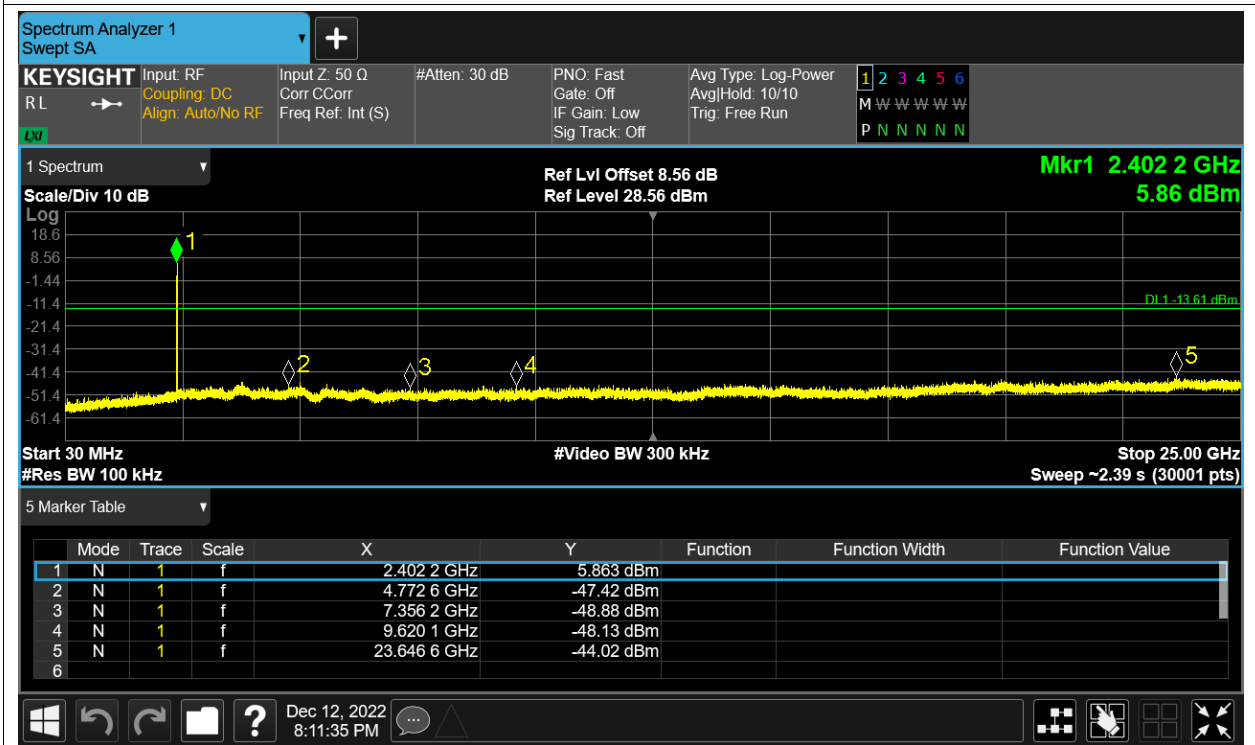 Spectrum Analyzer 1
Swept SA
KEYSIGHT
RL
LXI
Input: RF
Coupling: DC
Align: Auto/No RF
Input Z: 50 Ω
Corr CCorr
Freq Ref: Int (S)
#Atten: 30 dB
PNO: Fast
Gate: Off
IF Gain: Low
Sig Track: Off
Avg Type: Log-Power
Avg|Hold: 10/10
Trig: Free Run
1 2 3 4 5 6
M W W W W W
P N N N N N
1 Spectrum
Scale/Div 10 dB
Ref Lvl Offset 8.56 dB
Ref Level 28.56 dBm
Mkr1 2.402 2 GHz
5.86 dBm
Log
18.6
8.56
-1.44
-11.4
-21.4
-31.4
-41.4
-51.4
-61.4
1
2
3
4
5
DL1 -13.61 dBm
Start 30 MHz
#Res BW 100 kHz
#Video BW 300 kHz
Stop 25.00 GHz
Sweep ~2.39 s (30001 pts)
5 Marker Table
Mode Trace Scale X Y Function Function Width Function Value
1 N 1 f 2.402 2 GHz 5.863 dBm
2 N 1 f 4.772 6 GHz -47.42 dBm
3 N 1 f 7.356 2 GHz -48.88 dBm
4 N 1 f 9.620 1 GHz -48.13 dBm
5 N 1 f 23.646 6 GHz -44.02 dBm
6
?
Dec 12, 2022
8:11:35 PM